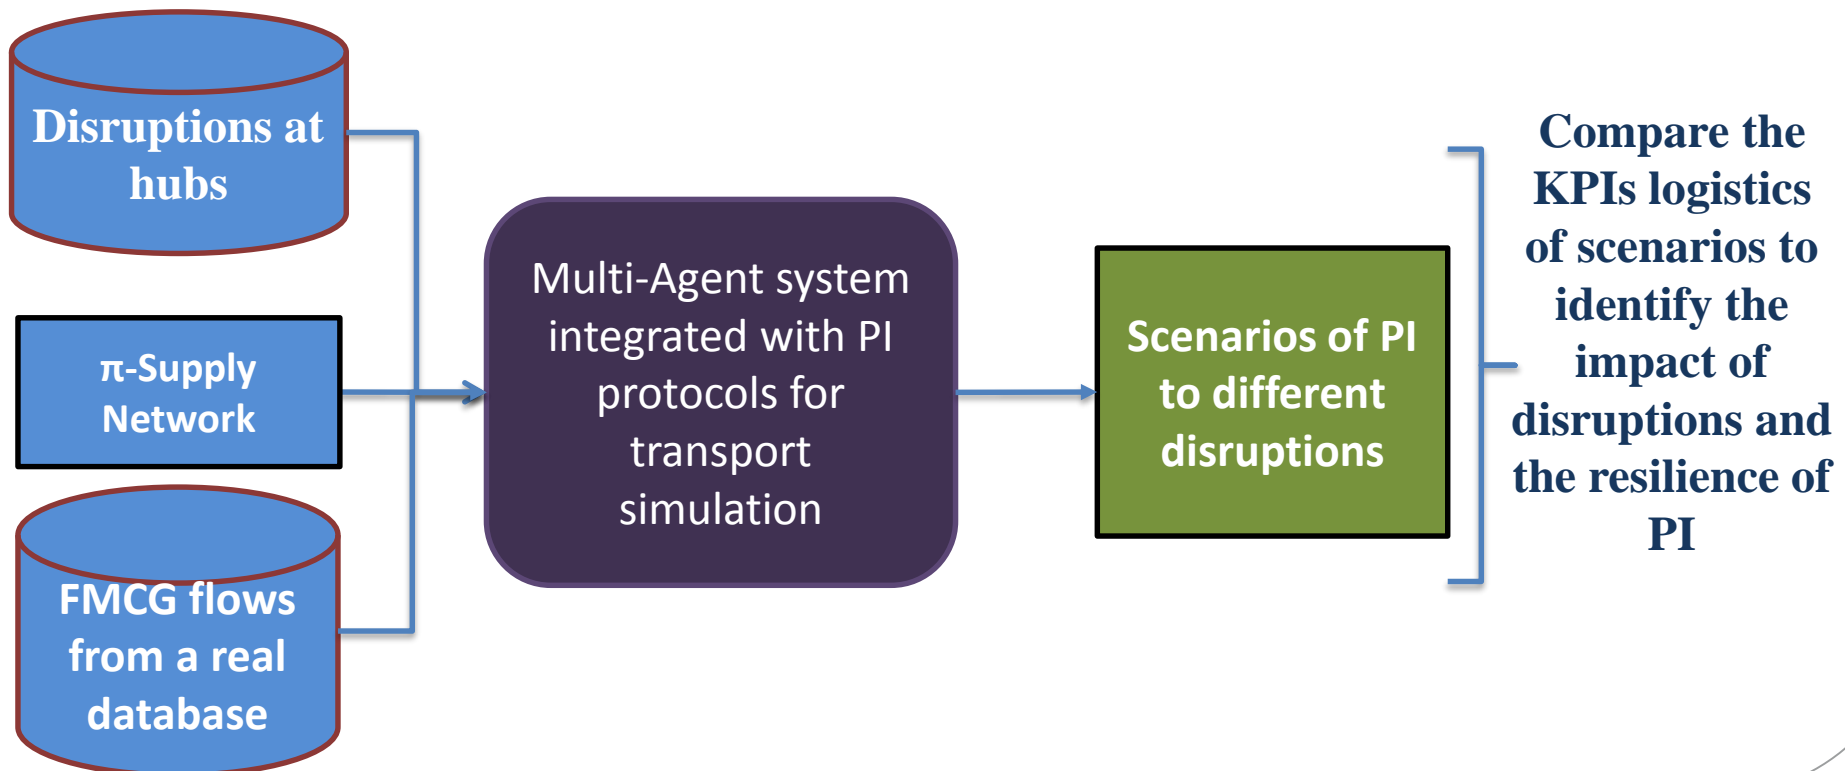 Disruptions at
hubs
π-Supply
Network
FMCG flows
from a real
database
Multi-Agent system
integrated with PI
protocols for
transport
simulation
Scenarios of PI
to different
disruptions
Compare the
KPIs logistics
of scenarios to
identify the
impact of
disruptions and
the resilience of
PI